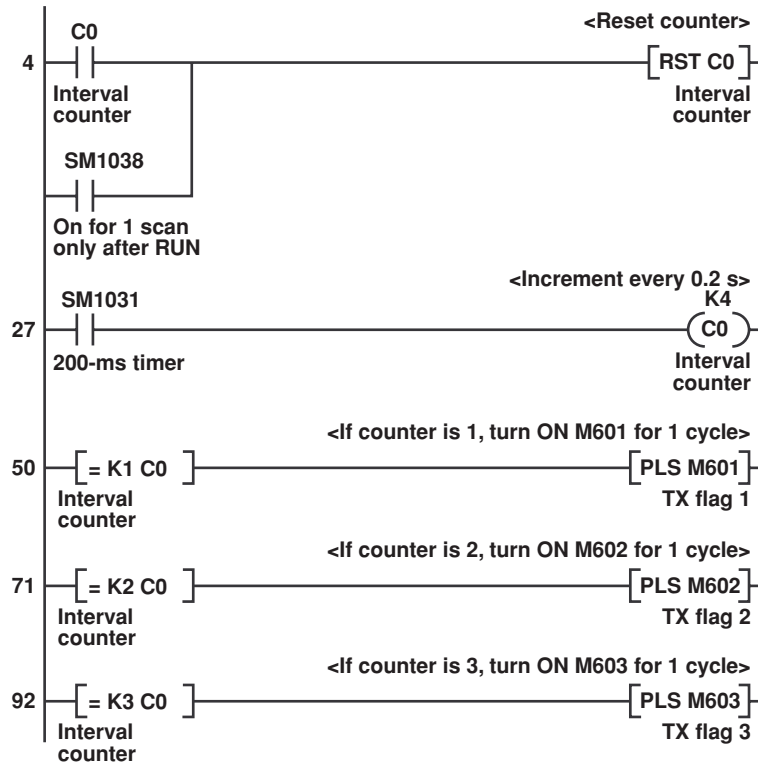 <Reset counter>
C0
4
RST C0
Interval
counter
Interval
counter
SM1038
On for 1 scan
only after RUN
<Increment every 0.2 s>
SM1031
K4
27
C0
200-ms timer
Interval
counter
<If counter is 1, turn ON M601 for 1 cycle>
50
= K1 C0
PLS M601
Interval
counter
TX flag 1
<If counter is 2, turn ON M602 for 1 cycle>
71
= K2 C0
PLS M602
Interval
counter
TX flag 2
<If counter is 3, turn ON M603 for 1 cycle>
92
= K3 C0
PLS M603
Interval
counter
TX flag 3